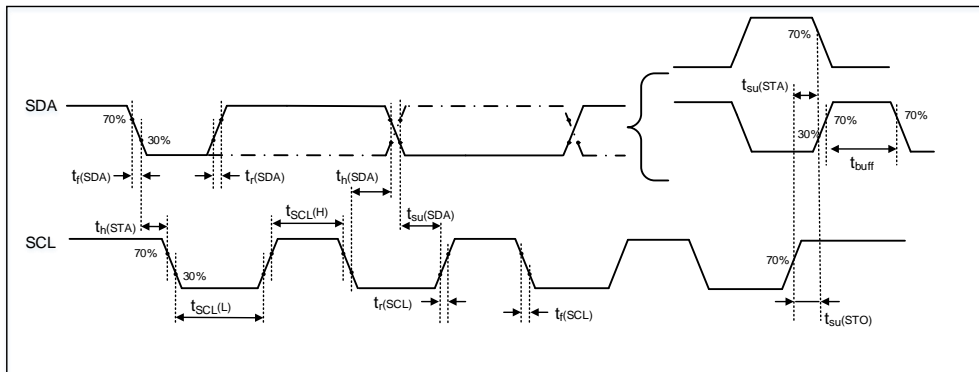 70%
tsu(STA)
SDA
70%
30%
30%
70%
70%
tf(SDA)
tr(SDA)
th(SDA)
tbuff
th(STA)
tSCL(H)
tsu(SDA)
SCL
70%
30%
70%
tSCL(L)
tr(SCL)
tf(SCL)
tsu(STO)